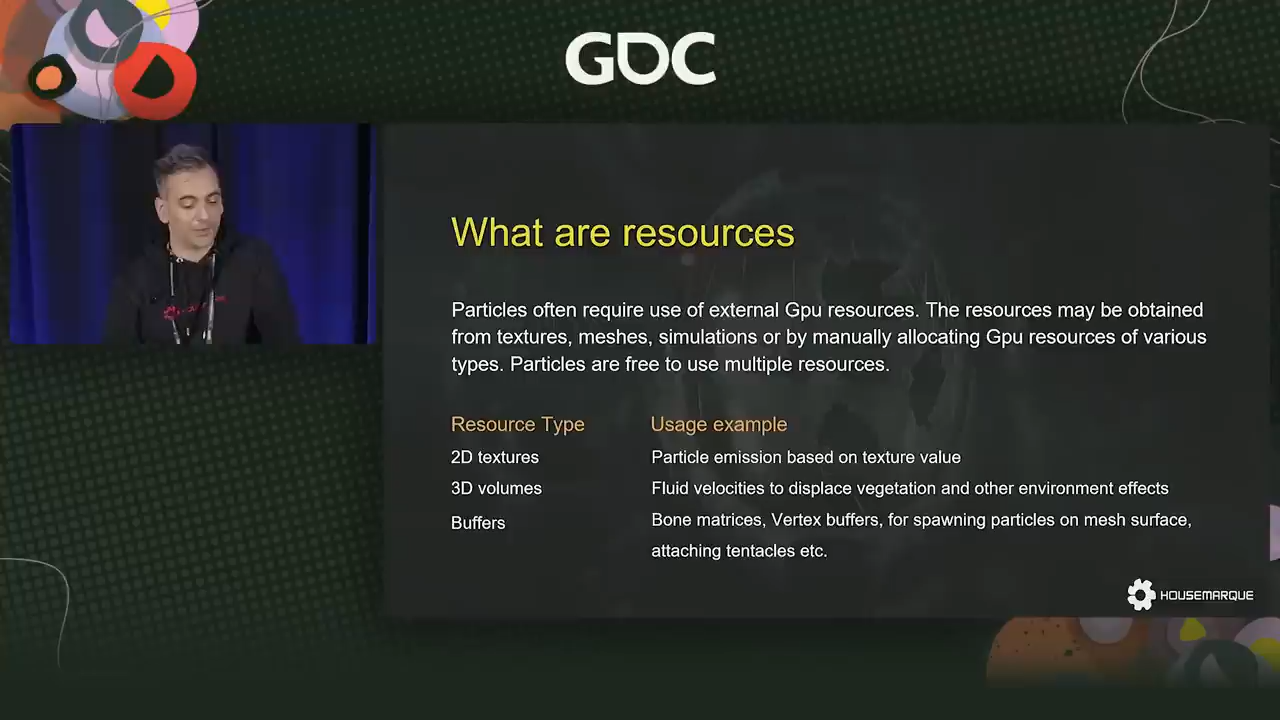 GDC
What are resources
Particles often require use of external Gpu resources. The resources may be obtained
from textures, meshes, simulations or by manually allocating Gpu resources of various
types. Particles are free to use multiple resources.
Resource Type Usage example
2D textures Particle emission based on texture value
3D volumes Fluid velocities to displace vegetation and other environment effects
Buffers Bone matrices, Vertex buffers, for spawning particles on mesh surface,
attaching tentacles etc.
HOUSEMARQUE